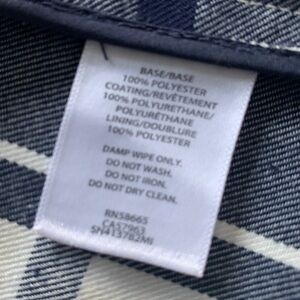 BASE/BASE
100% POLYESTER
COATING/REVÊTEMENT
100% POLYURETHANE/
POLYURÉTHANE
LINING/DOUBLURE
100% POLYESTER
DAMP WIPE ONLY.
DO NOT WASH.
DO NOT IRON.
DO NOT DRY CLEAN.
RN58665
CA57963
SN413782MI